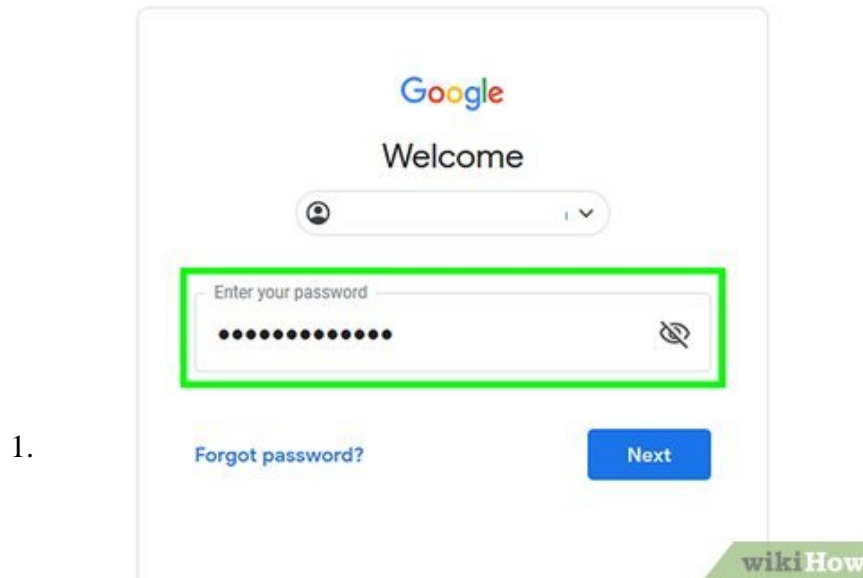 Google
Welcome
Enter your password
•••••••••••••
1.
Forgot password?
Next
wikiHow